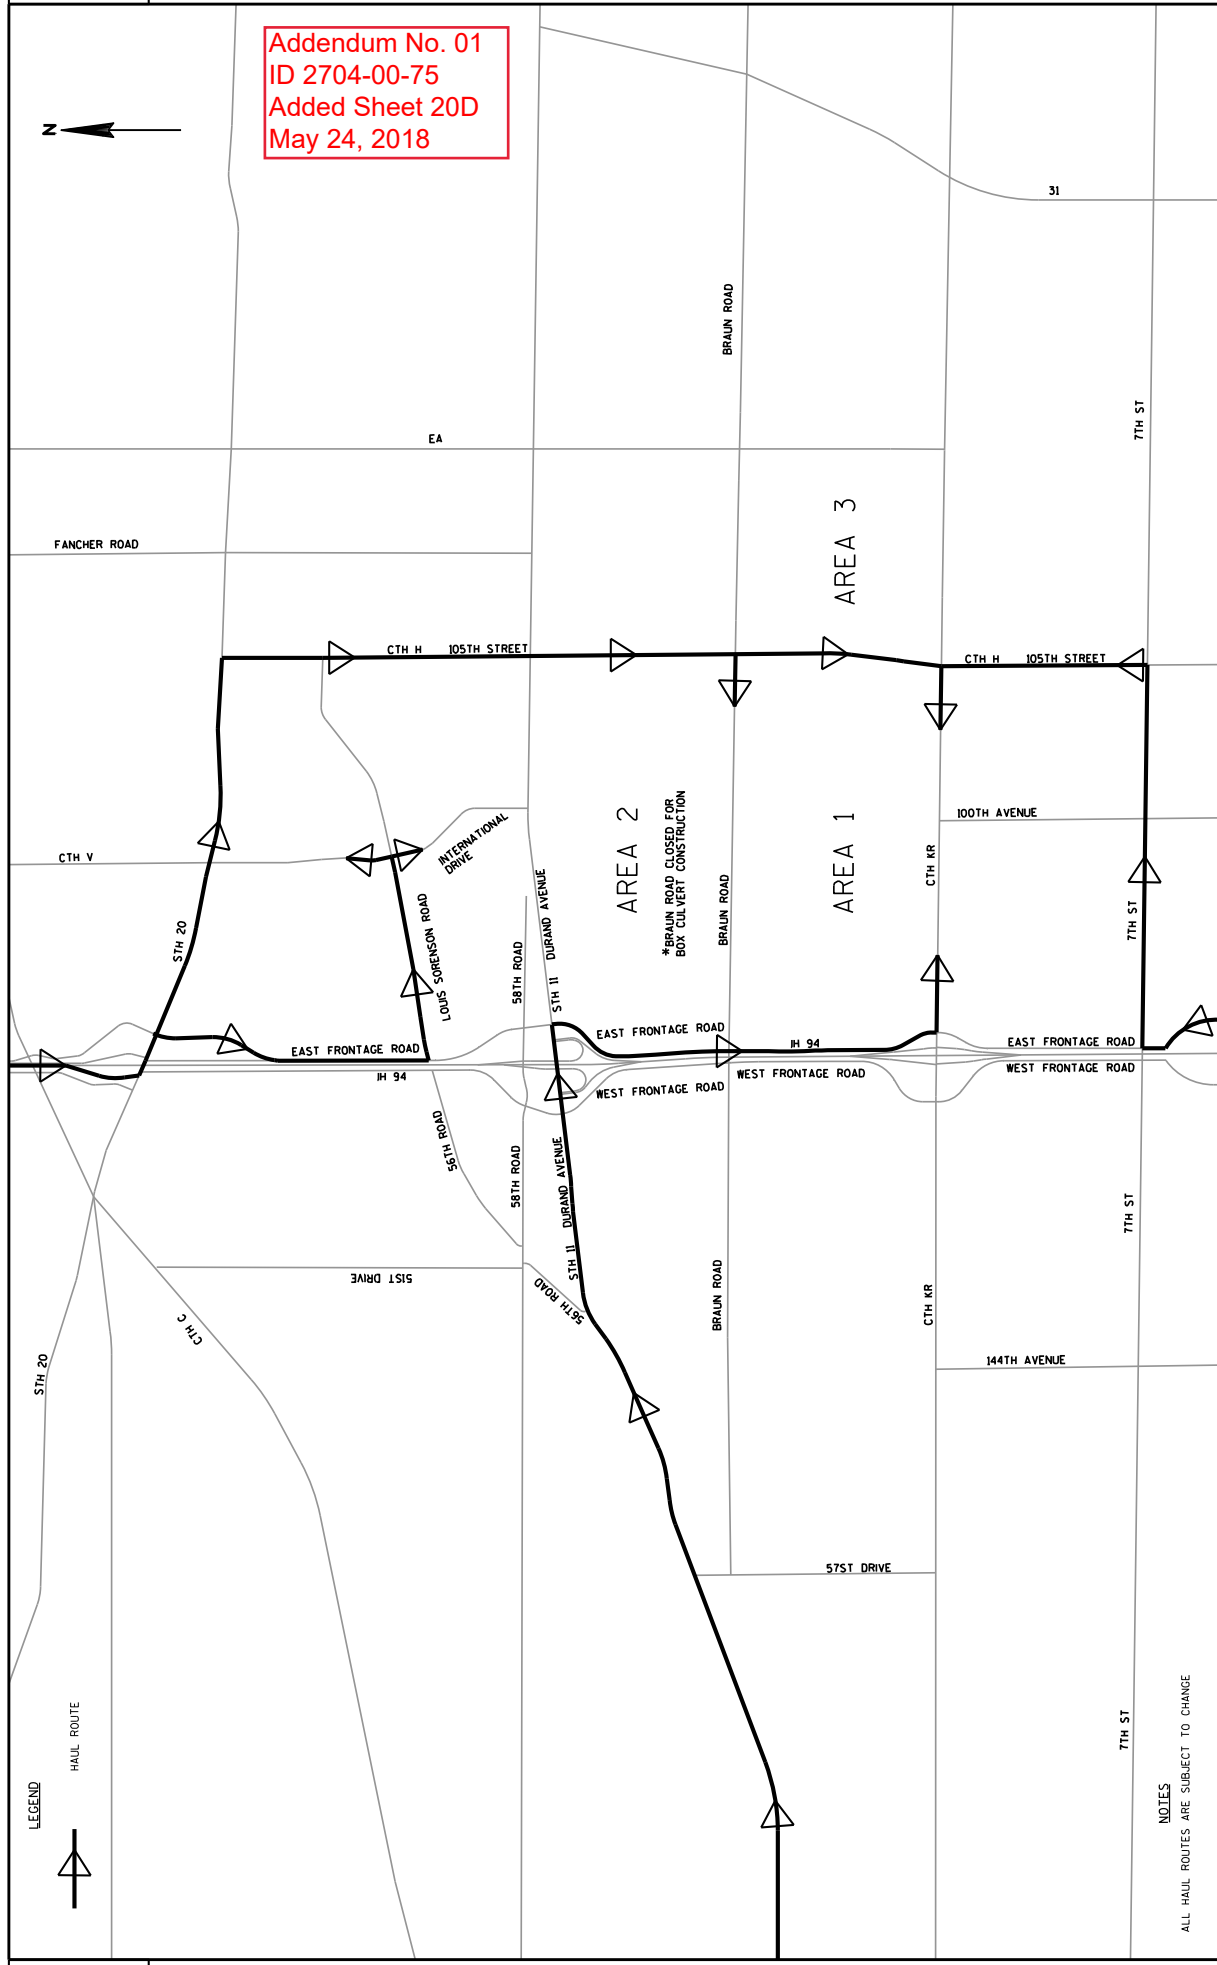 Addendum No. 01
ID 2704-00-75
Added Sheet 20D
May 24, 2018
N
31
BRAUN ROAD
7TH ST
EA
AREA 3
FANCHER ROAD
CTH H 105TH STREET
CTH H 105TH STREET
AREA 2
*BRAUN ROAD CLOSED FOR
BOX CULVERT CONSTRUCTION
AREA 1
100TH AVENUE
CTH V
INTERNATIONAL
DRIVE
CTH KR
BRAUN ROAD
7TH ST
STH 20
LOUIS SORENSON ROAD
58TH ROAD
STH 11 DURAND AVENUE
EAST FRONTAGE ROAD
EAST FRONTAGE ROAD
IH 94
EAST FRONTAGE ROAD
IH 94
WEST FRONTAGE ROAD
WEST FRONTAGE ROAD
WEST FRONTAGE ROAD
56TH ROAD
58TH ROAD
STH 11 DURAND AVENUE
7TH ST
51ST DRIVE
56TH ROAD
BRAUN ROAD
CTH KR
CTH C
STH 20
144TH AVENUE
57ST DRIVE
7TH ST
LEGEND
HAUL ROUTE
NOTES
ALL HAUL ROUTES ARE SUBJECT TO CHANGE